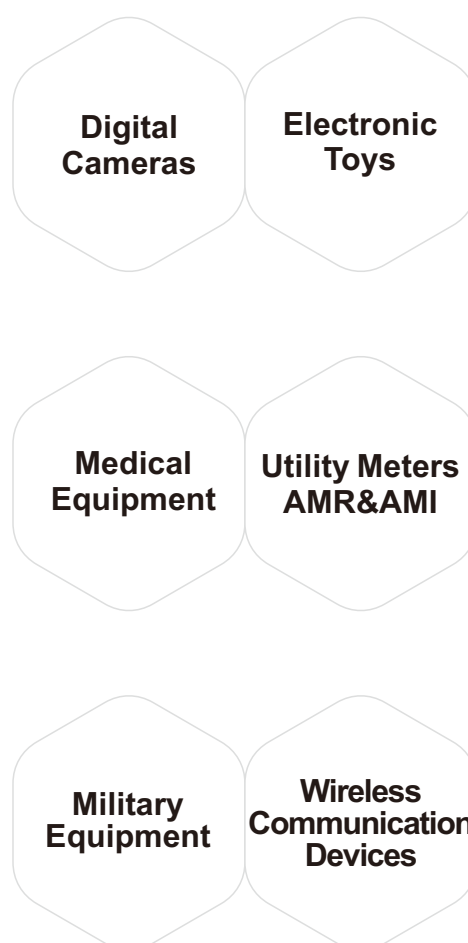 Digital
Cameras
Electronic
Toys
Medical
Equipment
Utility Meters
AMR&AMI
Military
Equipment
Wireless
Communication
Devices